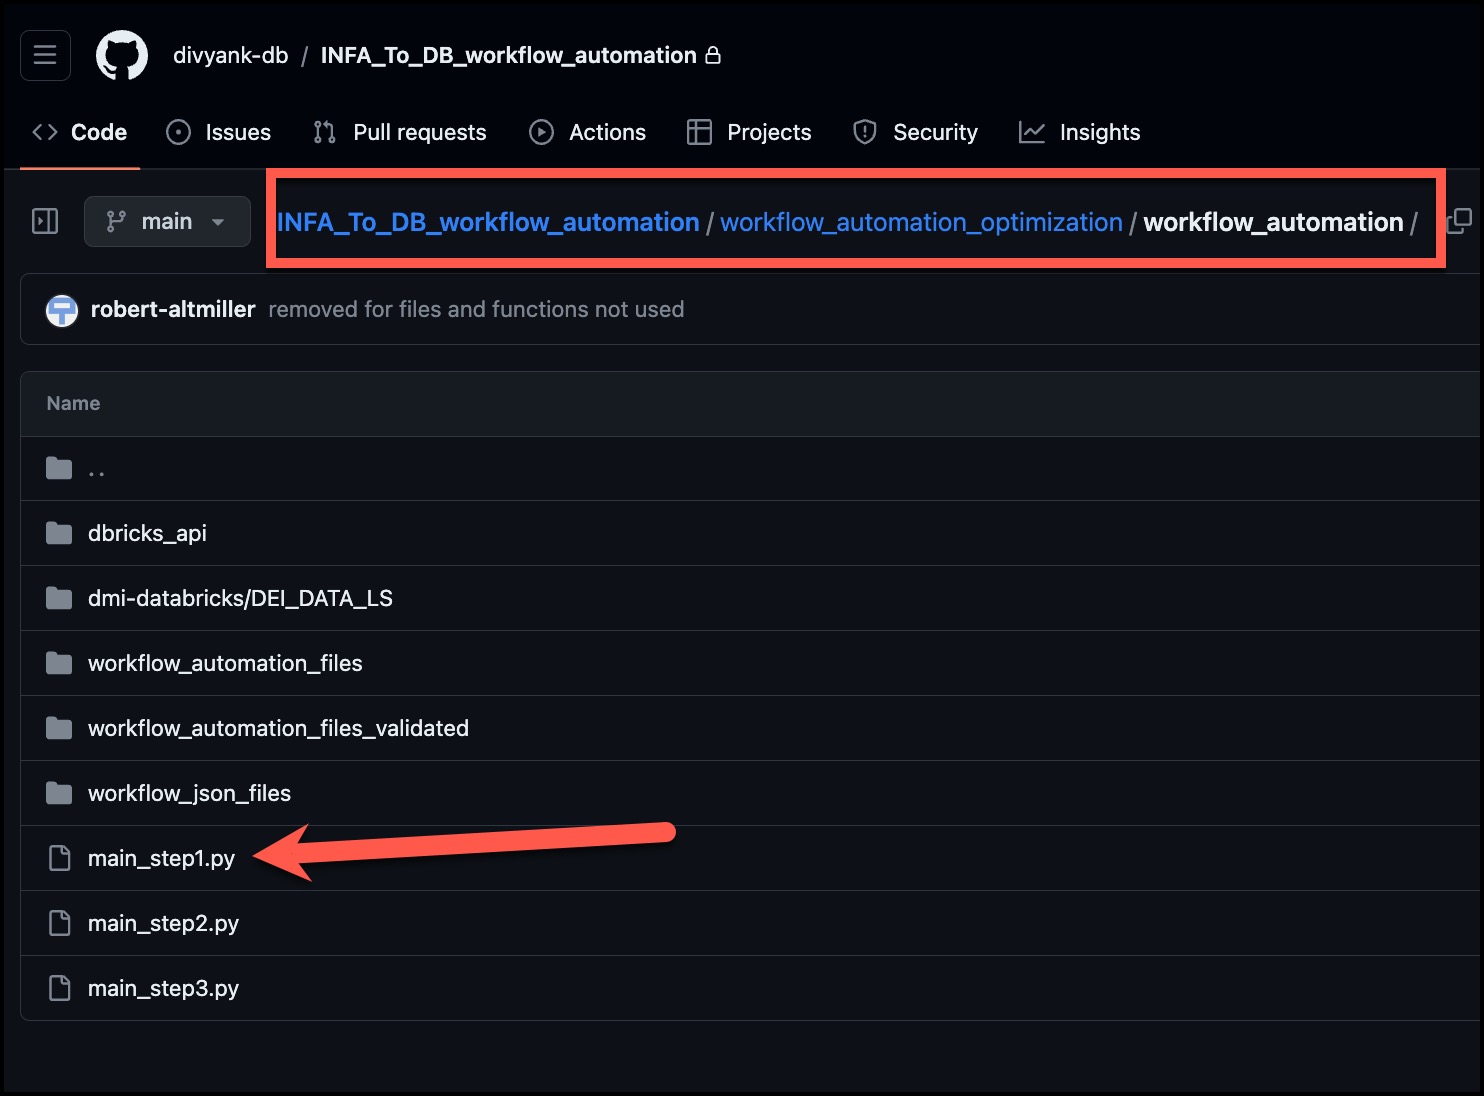 divyank-db / INFA_To_DB_workflow_automation
Code Issues Pull requests Actions Projects Security Insights
main INFA_To_DB_workflow_automation / workflow_automation_optimization / workflow_automation /
robert-altmiller removed for files and functions not used
Name
..
dbricks_api
dmi-databricks/DEI_DATA_LS
workflow_automation_files
workflow_automation_files_validated
workflow_json_files
main_step1.py
main_step2.py
main_step3.py